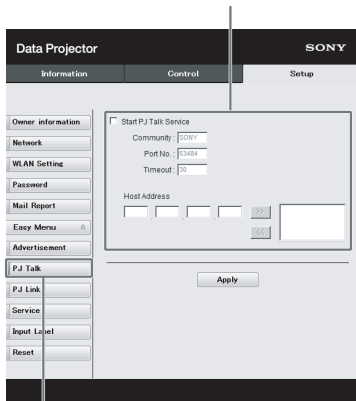 Data Projector
SONY
Information Control Setup
Owner information
Network
WLAN Setting
Password
Mail Report
Easy Menu
Advertisement
PJ Talk
PJ Link
Service
Input Label
Reset
Start PJ Talk Service
Community: SONY
Port No.: 53484
Timeout: 30
Host Address
. . .
>>
<<
Apply